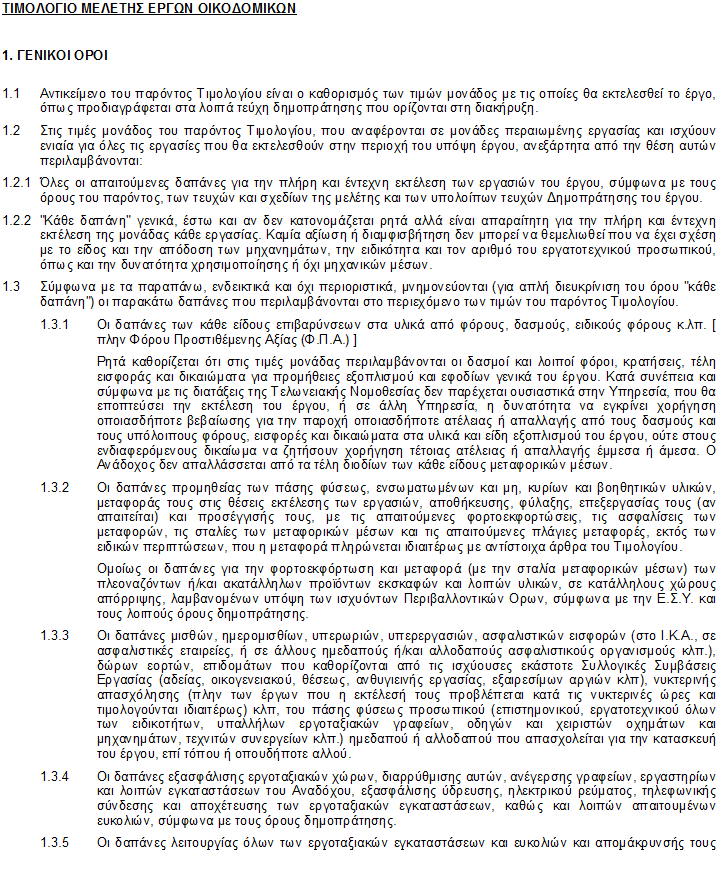 ΤΙΜΟΛΟΓΙΟ ΜΕΛΕΤΗΣ ΕΡΓΩΝ ΟΙΚΟΔΟΜΙΚΩΝ
1. ΓΕΝΙΚΟΙ ΟΡΟΙ
1.1 Αντικείμενο του παρόντος Τιμολογίου είναι ο καθορισμός των τιμών μονάδος με τις οποίες θα εκτελεσθεί το έργο,
όπως προδιαγράφεται στα λοιπά τεύχη δημοπράτησης που ορίζονται στη διακήρυξη.
1.2 Στις τιμές μονάδος του παρόντος Τιμολογίου, που αναφέρονται σε μονάδες περαιωμένης εργασίας και ισχύουν
ενιαία για όλες τις εργασίες που θα εκτελεσθούν στην περιοχή του υπόψη έργου, ανεξάρτητα από την θέση αυτών
περιλαμβάνονται:
1.2.1 Όλες οι απαιτούμενες δαπάνες για την πλήρη και έντεχνη εκτέλεση των εργασιών του έργου, σύμφωνα με τους
όρους του παρόντος, των τευχών και σχεδίων της μελέτης και των υπολοίπων τευχών Δημοπράτησης του έργου.
1.2.2 "Κάθε δαπάνη" γενικά, έστω και αν δεν κατονομάζεται ρητά αλλά είναι απαραίτητη για την πλήρη και έντεχνη
εκτέλεση της μονάδας κάθε εργασίας. Καμία αξίωση ή διαμφισβήτηση δεν μπορεί να θεμελιωθεί που να έχει σχέση
με το είδος και την απόδοση των μηχανημάτων, την ειδικότητα και τον αριθμό του εργατοτεχνικού προσωπικού,
όπως και την δυνατότητα χρησιμοποίησης ή όχι μηχανικών μέσων.
1.3 Σύμφωνα με τα παραπάνω, ενδεικτικά και όχι περιοριστικά, μνημονεύονται (για απλή διευκρίνιση του όρου "κάθε
δαπάνη") οι παρακάτω δαπάνες που περιλαμβάνονται στο περιεχόμενο των τιμών του παρόντος Τιμολογίου.
1.3.1 Οι δαπάνες των κάθε είδους επιβαρύνσεων στα υλικά από φόρους, δασμούς, ειδικούς φόρους κ.λπ. [
πλην Φόρου Προστιθέμενης Αξίας (Φ.Π.Α.) ]
Ρητά καθορίζεται ότι στις τιμές μονάδας περιλαμβάνονται οι δασμοί και λοιποί φόροι, κρατήσεις, τέλη
εισφοράς και δικαιώματα για προμήθειες εξοπλισμού και εφοδίων γενικά του έργου. Κατά συνέπεια και
σύμφωνα με τις διατάξεις της Τελωνειακής Νομοθεσίας δεν παρέχεται ουσιαστικά στην Υπηρεσία, που θα
εποπτεύσει την εκτέλεση του έργου, ή σε άλλη Υπηρεσία, η δυνατότητα να εγκρίνει χορήγηση
οποιασδήποτε βεβαίωσης για την παροχή οποιασδήποτε ατέλειας ή απαλλαγής από τους δασμούς και
τους υπόλοιπους φόρους, εισφορές και δικαιώματα στα υλικά και είδη εξοπλισμού του έργου, ούτε στους
ενδιαφερόμενους δικαίωμα να ζητήσουν χορήγηση τέτοιας ατέλειας ή απαλλαγής έμμεσα ή άμεσα. Ο
Ανάδοχος δεν απαλλάσσεται από τα τέλη διοδίων των κάθε είδους μεταφορικών μέσων.
1.3.2 Οι δαπάνες προμηθείας των πάσης φύσεως, ενσωματωμένων και μη, κυρίων και βοηθητικών υλικών,
μεταφοράς τους στις θέσεις εκτέλεσης των εργασιών, αποθήκευσης, φύλαξης, επεξεργασίας τους (αν
απαιτείται) και προσέγγισής τους, με τις απαιτούμενες φορτοεκφορτώσεις, τις ασφαλίσεις των
μεταφορών, τις σταλίες των μεταφορικών μέσων και τις απαιτούμενες πλάγιες μεταφορές, εκτός των
ειδικών περιπτώσεων, που η μεταφορά πληρώνεται ιδιαιτέρως με αντίστοιχα άρθρα του Τιμολογίου.
Ομοίως οι δαπάνες για την φορτοεκφόρτωση και μεταφορά (με την σταλία μεταφορικών μέσων) των
πλεοναζόντων ή/και ακατάλληλων προϊόντων εκσκαφών και λοιπών υλικών, σε κατάλληλους χώρους
απόρριψης, λαμβανομένων υπόψη των ισχυόντων Περιβαλλοντικών Ορων, σύμφωνα με την Ε.Σ.Υ. και
τους λοιπούς όρους δημοπράτησης.
1.3.3 Οι δαπάνες μισθών, ημερομισθίων, υπερωριών, υπερεργασιών, ασφαλιστικών εισφορών (στο Ι.Κ.Α., σε
ασφαλιστικές εταιρείες, ή σε άλλους ημεδαπούς ή/και αλλοδαπούς ασφαλιστικούς οργανισμούς κλπ.),
δώρων εορτών, επιδομάτων που καθορίζονται από τις ισχύουσες εκάστοτε Συλλογικές Συμβάσεις
Εργασίας (αδείας, οικογενειακού, θέσεως, ανθυγιεινής εργασίας, εξαιρεσίμων αργιών κλπ), νυκτερινής
απασχόλησης (πλην των έργων που η εκτέλεσή τους προβλέπεται κατά τις νυκτερινές ώρες και
τιμολογούνται ιδιαιτέρως) κλπ, του πάσης φύσεως προσωπικού (επιστημονικού, εργατοτεχνικού όλων
των ειδικοτήτων, υπαλλήλων εργοταξιακών γραφείων, οδηγών και χειριστών οχημάτων και
μηχανημάτων, τεχνιτών συνεργείων κλπ.) ημεδαπού ή αλλοδαπού που απασχολείται για την κατασκευή
του έργου, επί τόπου ή οπουδήποτε αλλού.
1.3.4 Οι δαπάνες εξασφάλισης εργοταξιακών χώρων, διαρρύθμισης αυτών, ανέγερσης γραφείων, εργαστηρίων
και λοιπών εγκαταστάσεων του Αναδόχου, εξασφάλισης ύδρευσης, ηλεκτρικού ρεύματος, τηλεφωνικής
σύνδεσης και αποχέτευσης των εργοταξιακών εγκαταστάσεων, καθώς και λοιπών απαιτουμένων
ευκολιών, σύμφωνα με τους όρους δημοπράτησης.
1.3.5 Οι δαπάνες λειτουργίας όλων των εργοταξιακών εγκαταστάσεων και ευκολιών και απομάκρυνσής τους